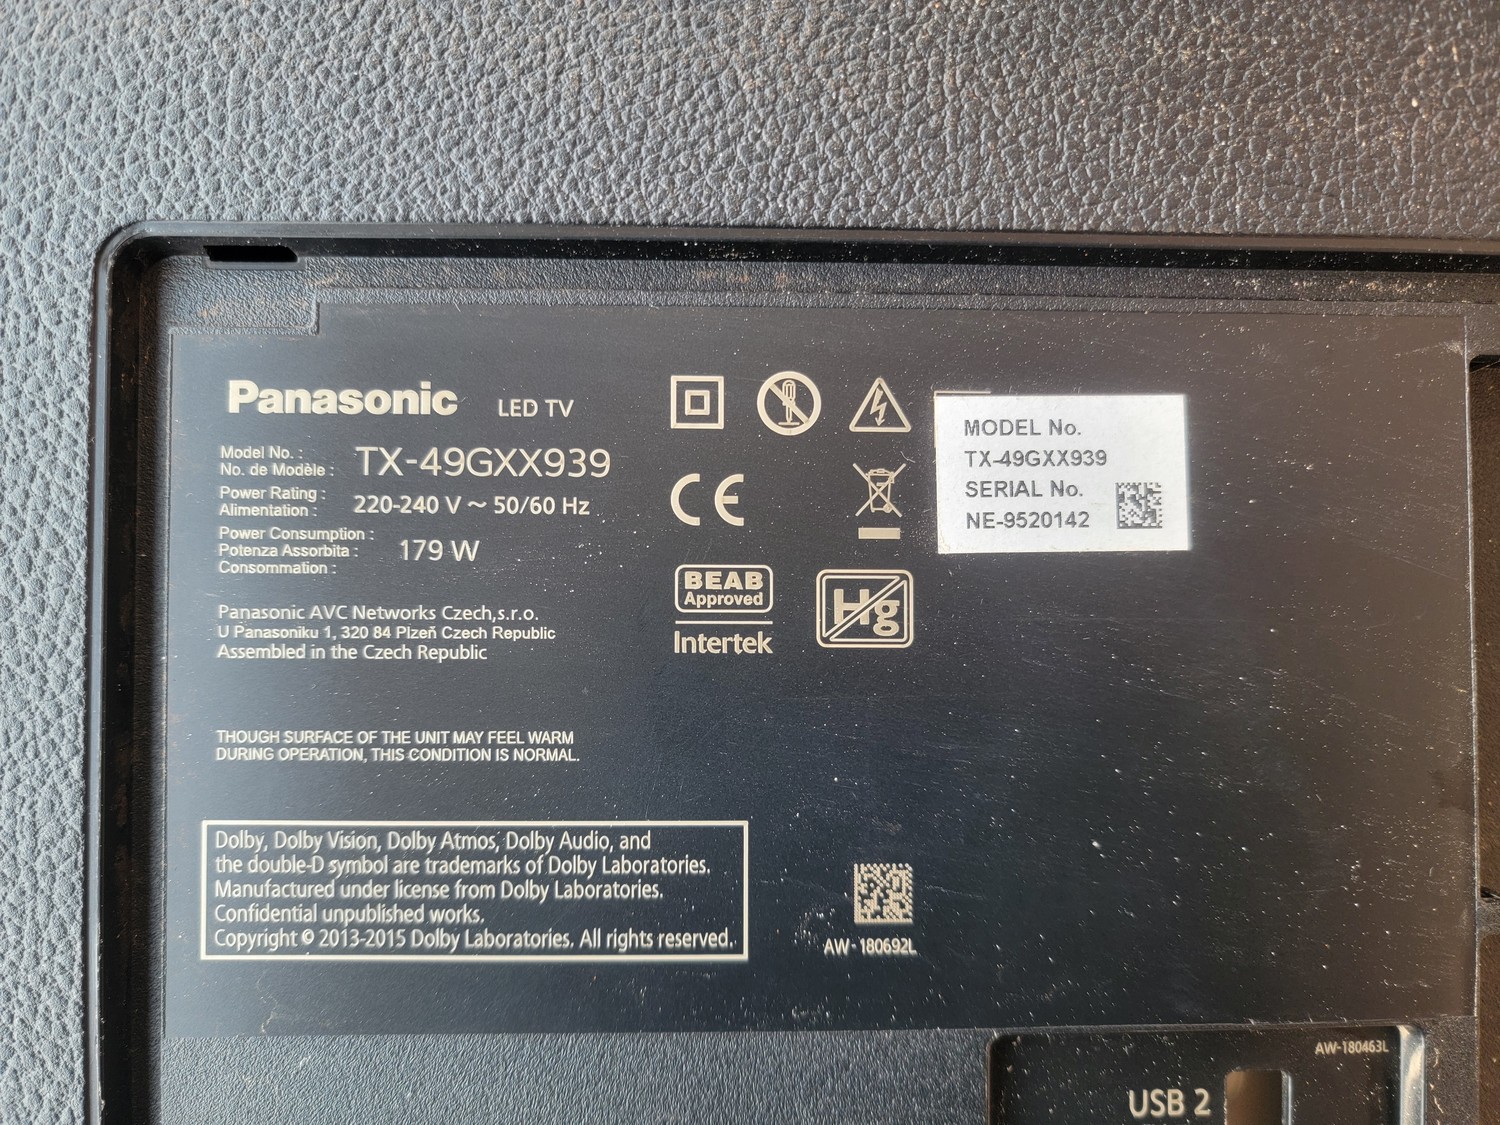 Panasonic LED TV
Model No. :
No. de Modèle : TX-49GXX939
Power Rating :
Alimentation : 220-240 V ~ 50/60 Hz
Power Consumption :
Potenza Assorbita : 179 W
Consommation :
Panasonic AVC Networks Czech,s.r.o.
U Panasoniku 1, 320 84 Plzeň Czech Republic
Assembled in the Czech Republic
THOUGH SURFACE OF THE UNIT MAY FEEL WARM
DURING OPERATION, THIS CONDITION IS NORMAL.
Dolby, Dolby Vision, Dolby Atmos, Dolby Audio, and
the double-D symbol are trademarks of Dolby Laboratories.
Manufactured under license from Dolby Laboratories.
Confidential unpublished works.
Copyright © 2013-2015 Dolby Laboratories. All rights reserved.
CE
BEAB
Approved
Intertek
Hg
MODEL No.
TX-49GXX939
SERIAL No.
NE-9520142
AW-180692L
AW-180463L
USB 2